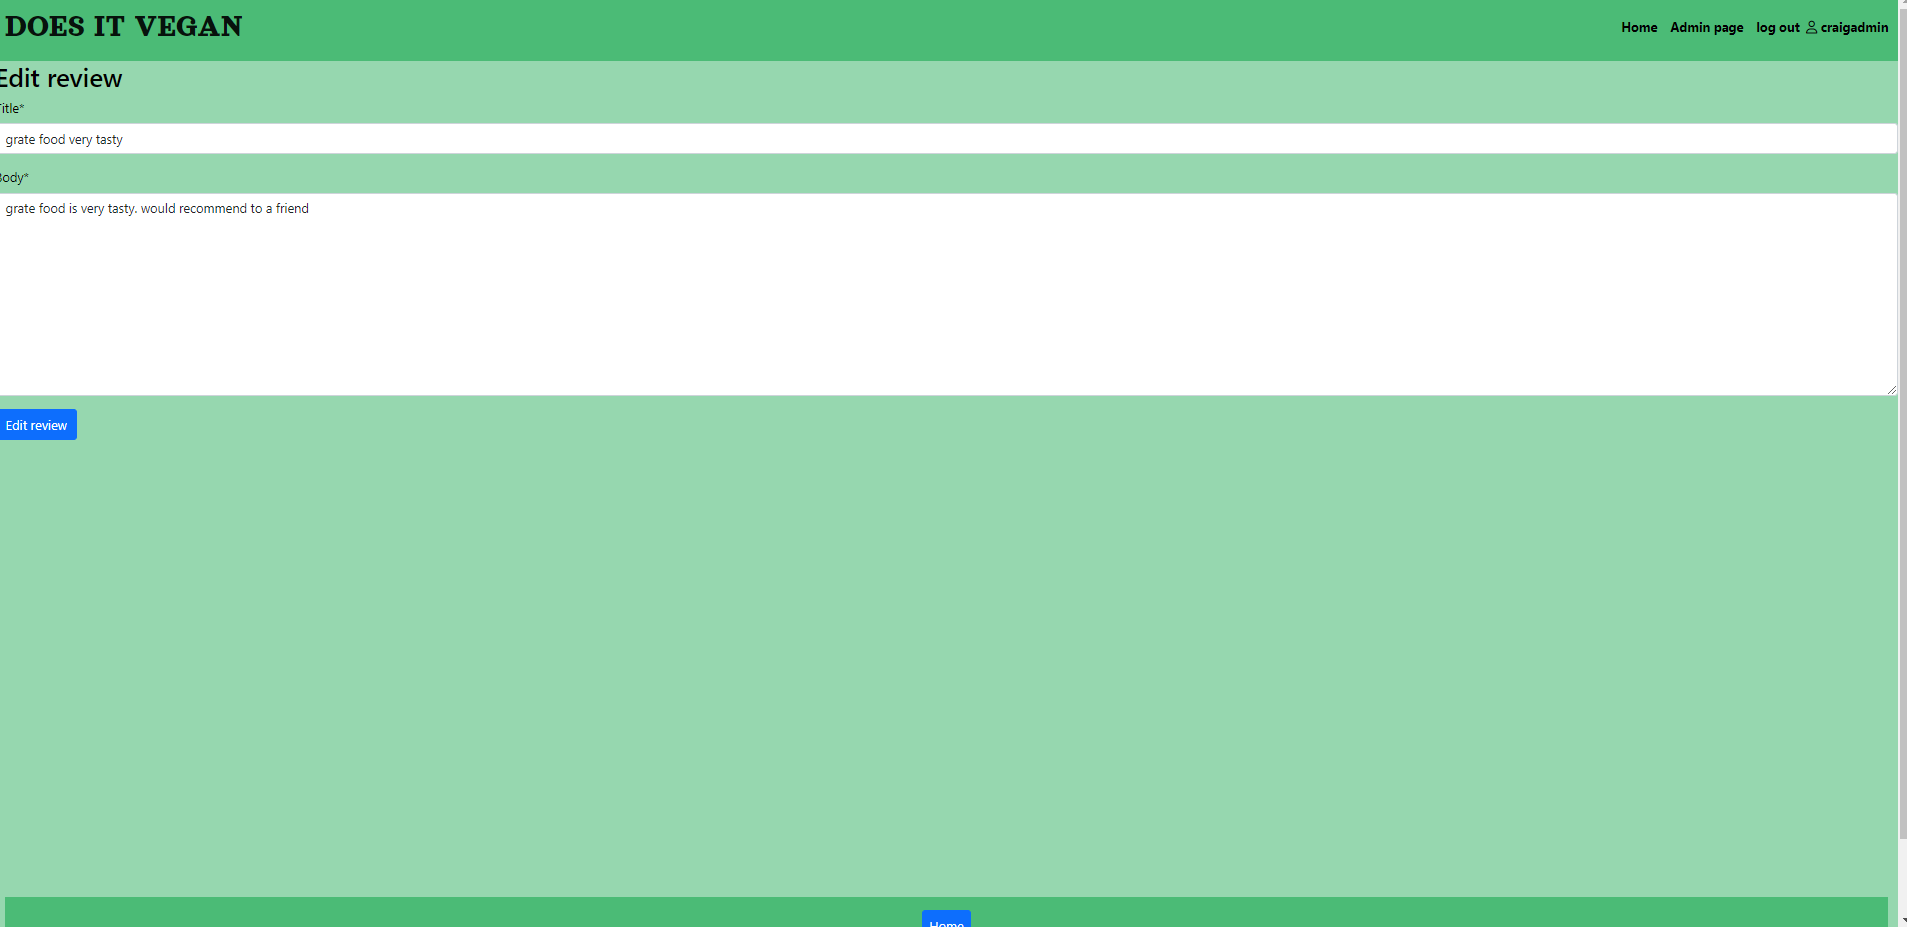 DOES IT VEGAN
Home Admin page log out craigadmin
Edit review
Title*
grate food very tasty
Body*
grate food is very tasty. would recommend to a friend
Edit review
Home